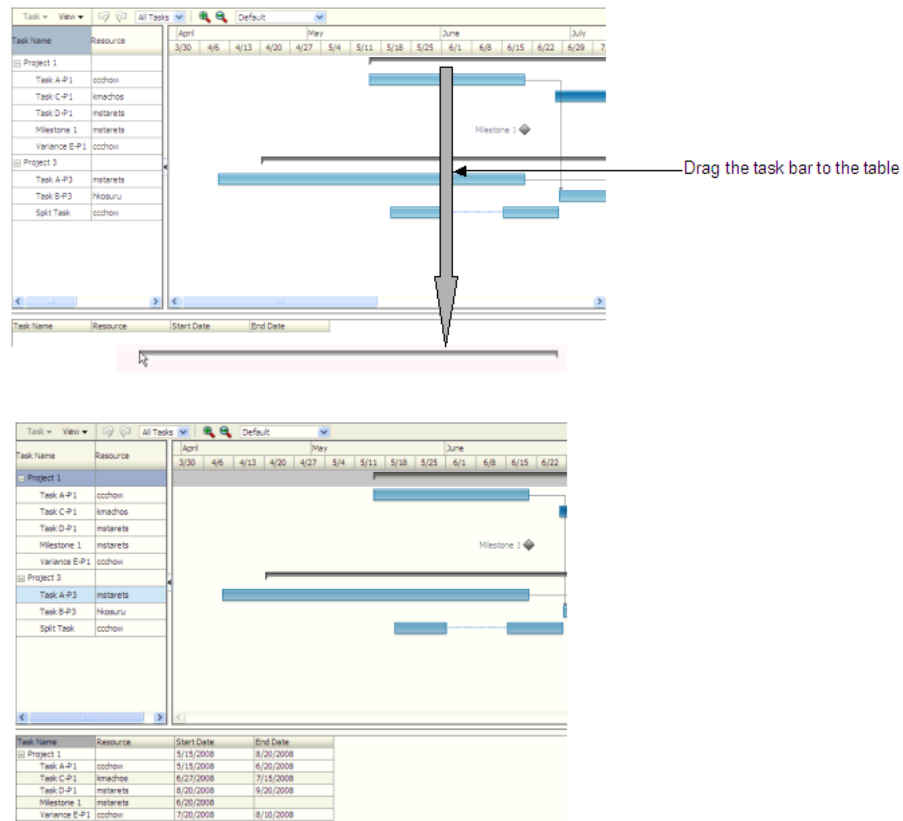 Task View All Tasks Default
Task Name Resource April May June July
3/30 4/6 4/13 4/20 4/27 5/4 5/11 5/18 5/25 6/1 6/8 6/15 6/22 6/29 7
Project 1
Task A-P1 ccchow
Task C-P1 kmachos
Task D-P1 mstarets
Milestone 1 mstarets Milestone 1
Variance E-P1 ccchow
Project 3
Task A-P3 mstarets
Drag the task bar to the table
Task B-P3 hkosuru
Split Task ccchow
Task Name Resource Start Date End Date
Task View All Tasks Default
Task Name Resource April May June
3/30 4/6 4/13 4/20 4/27 5/4 5/11 5/18 5/25 6/1 6/8 6/15 6/22
Project 1
Task A-P1 ccchow
Task C-P1 kmachos
Task D-P1 mstarets
Milestone 1 mstarets Milestone 1
Variance E-P1 ccchow
Project 3
Task A-P3 mstarets
Task B-P3 hkosuru
Split Task ccchow
Task Name Resource Start Date End Date
Project 1 5/15/2008 8/20/2008
Task A-P1 ccchow 5/15/2008 6/20/2008
Task C-P1 kmachos 6/27/2008 7/15/2008
Task D-P1 mstarets 8/20/2008 9/20/2008
Milestone 1 mstarets 6/20/2008
Variance E-P1 ccchow 7/20/2008 8/10/2008